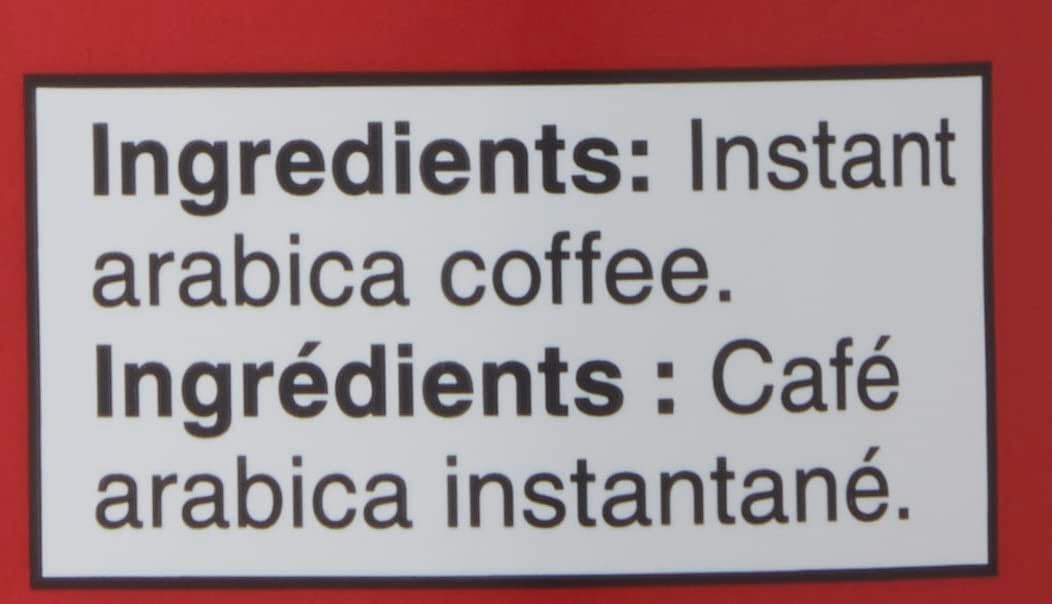 Ingredients: Instant
arabica coffee.
Ingrédients : Café
arabica instantané.